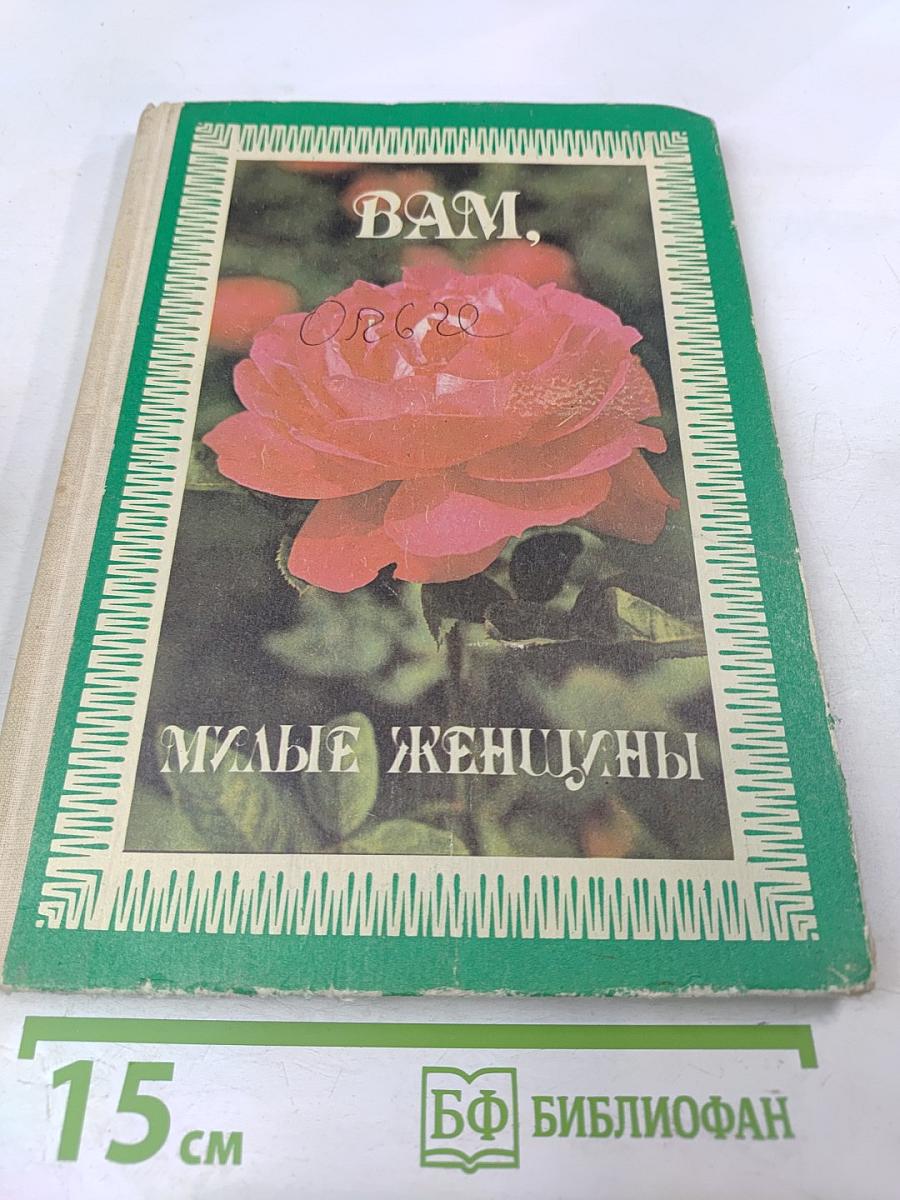 ВАМ,
Ольге
МИЛЫЕ ЖЕНЩИНЫ
15 см
БФ БИБЛИОФАН